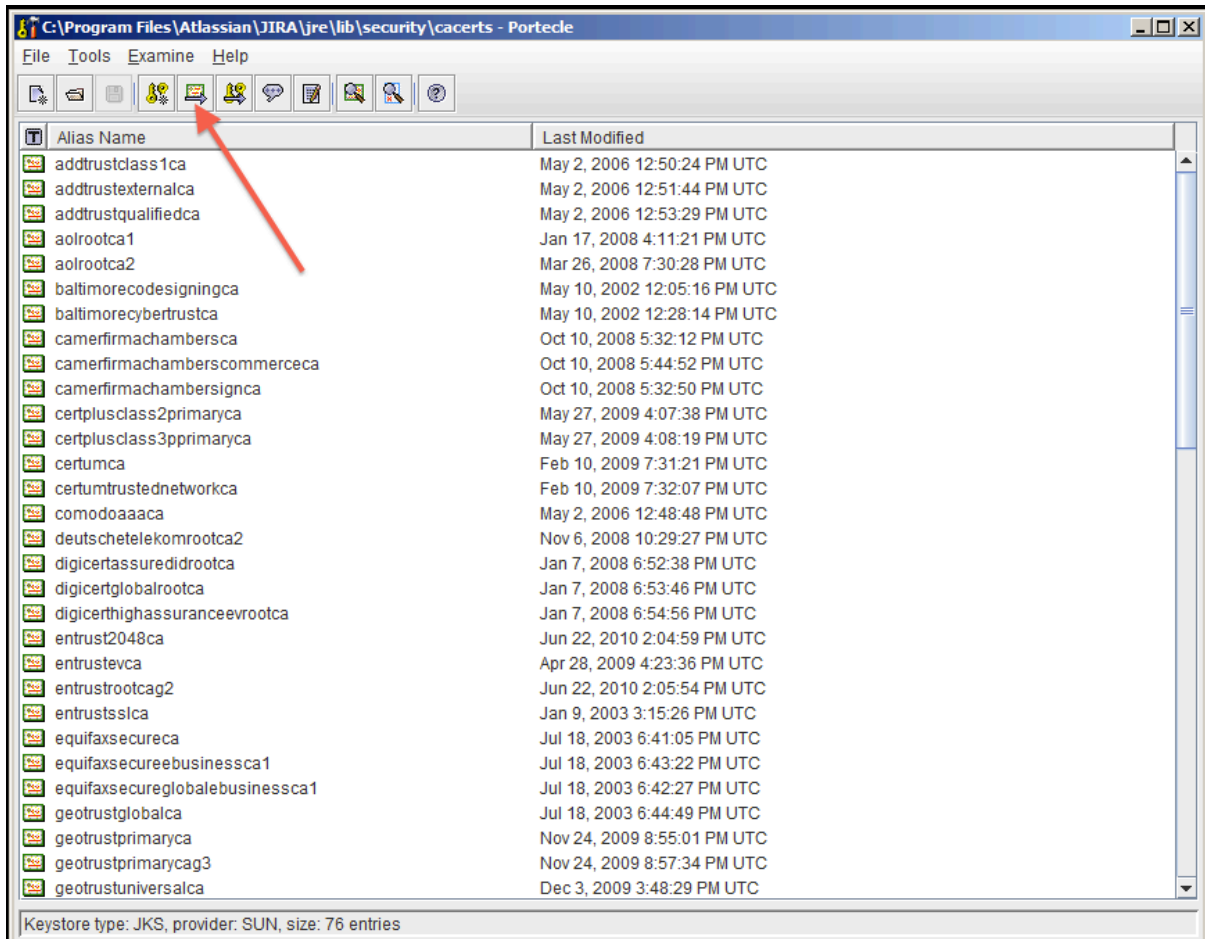 C:\Program Files\Atlassian\JIRA\jre\lib\security\cacerts - Portecle
File Tools Examine Help
T Alias Name Last Modified
addtrustclass1ca May 2, 2006 12:50:24 PM UTC
addtrustexternalca May 2, 2006 12:51:44 PM UTC
addtrustqualifiedca May 2, 2006 12:53:29 PM UTC
aolrootca1 Jan 17, 2008 4:11:21 PM UTC
aolrootca2 Mar 26, 2008 7:30:28 PM UTC
baltimorecodesigningca May 10, 2002 12:05:16 PM UTC
baltimorecybertrustca May 10, 2002 12:28:14 PM UTC
camerfirmachambersca Oct 10, 2008 5:32:12 PM UTC
camerfirmachamberscommerceca Oct 10, 2008 5:44:52 PM UTC
camerfirmachambersignca Oct 10, 2008 5:32:50 PM UTC
certplusclass2primaryca May 27, 2009 4:07:38 PM UTC
certplusclass3pprimaryca May 27, 2009 4:08:19 PM UTC
certumca Feb 10, 2009 7:31:21 PM UTC
certumtrustednetworkca Feb 10, 2009 7:32:07 PM UTC
comodoaaaca May 2, 2006 12:48:48 PM UTC
deutschetelekomrootca2 Nov 6, 2008 10:29:27 PM UTC
digicertassuredidrootca Jan 7, 2008 6:52:38 PM UTC
digicertglobalrootca Jan 7, 2008 6:53:46 PM UTC
digicerthighassuranceevrootca Jan 7, 2008 6:54:56 PM UTC
entrust2048ca Jun 22, 2010 2:04:59 PM UTC
entrustevca Apr 28, 2009 4:23:36 PM UTC
entrustrootcag2 Jun 22, 2010 2:05:54 PM UTC
entrustsslca Jan 9, 2003 3:15:26 PM UTC
equifaxsecureca Jul 18, 2003 6:41:05 PM UTC
equifaxsecureebusinessca1 Jul 18, 2003 6:43:22 PM UTC
equifaxsecureglobalebusinessca1 Jul 18, 2003 6:42:27 PM UTC
geotrustglobalca Jul 18, 2003 6:44:49 PM UTC
geotrustprimaryca Nov 24, 2009 8:55:01 PM UTC
geotrustprimarycag3 Nov 24, 2009 8:57:34 PM UTC
geotrustuniversalca Dec 3, 2009 3:48:29 PM UTC
Keystore type: JKS, provider: SUN, size: 76 entries